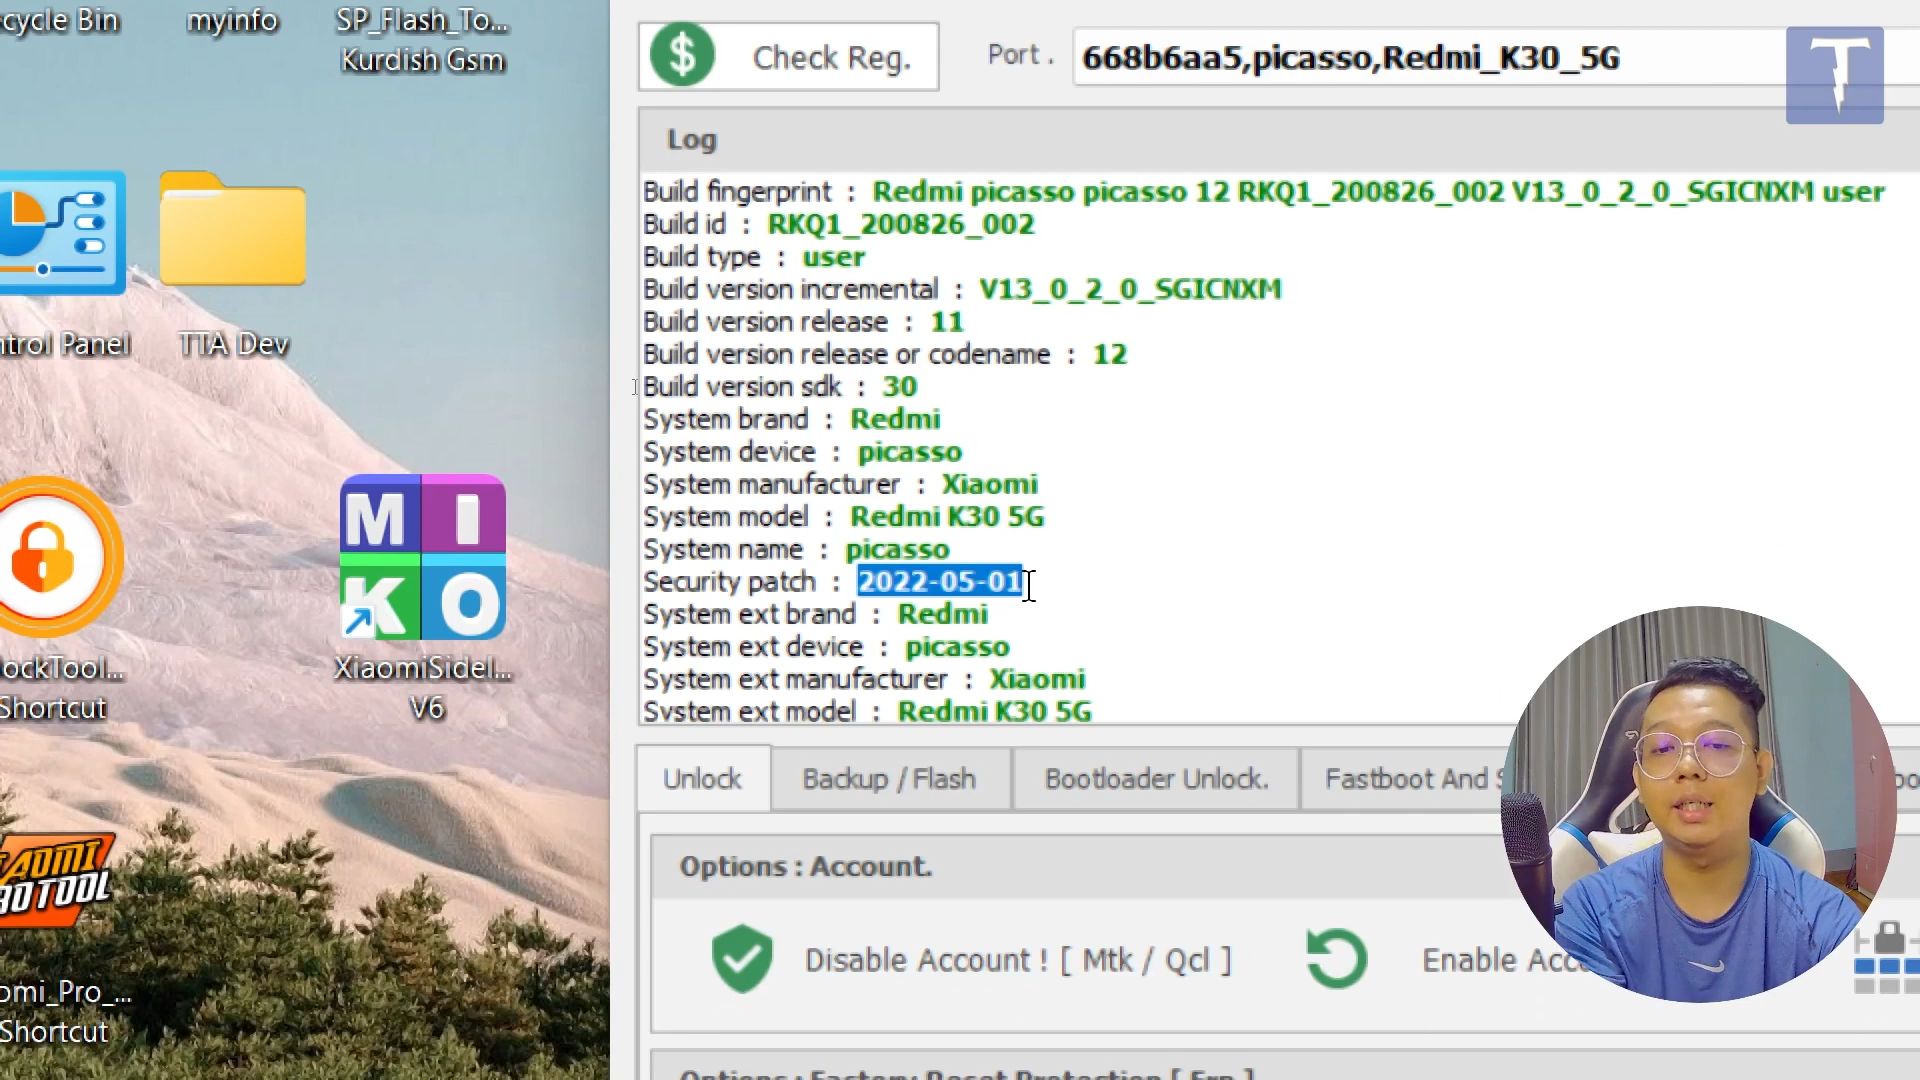 cycle Bin
myinfo
SP_Flash_To...
Kurdish Gsm
ntrol Panel
TTA Dev
ockTool...
Shortcut
M I
K O
XiaomiSidel...
V6
omi_Pro_...
Shortcut
$ Check Reg.
Port .
668b6aa5,picasso,Redmi_K30_5G
T
Log
Build fingerprint : Redmi picasso picasso 12 RKQ1_200826_002 V13_0_2_0_SGICNXM user
Build id : RKQ1_200826_002
Build type : user
Build version incremental : V13_0_2_0_SGICNXM
Build version release : 11
Build version release or codename : 12
Build version sdk : 30
System brand : Redmi
System device : picasso
System manufacturer : Xiaomi
System model : Redmi K30 5G
System name : picasso
Security patch : 2022-05-01
System ext brand : Redmi
System ext device : picasso
System ext manufacturer : Xiaomi
System ext model : Redmi K30 5G
Unlock
Backup / Flash
Bootloader Unlock.
Fastboot And S
Options : Account.
Disable Account ! [ Mtk / Qcl ]
Enable Acc
Options : Factory Reset Protection [ Frp ]